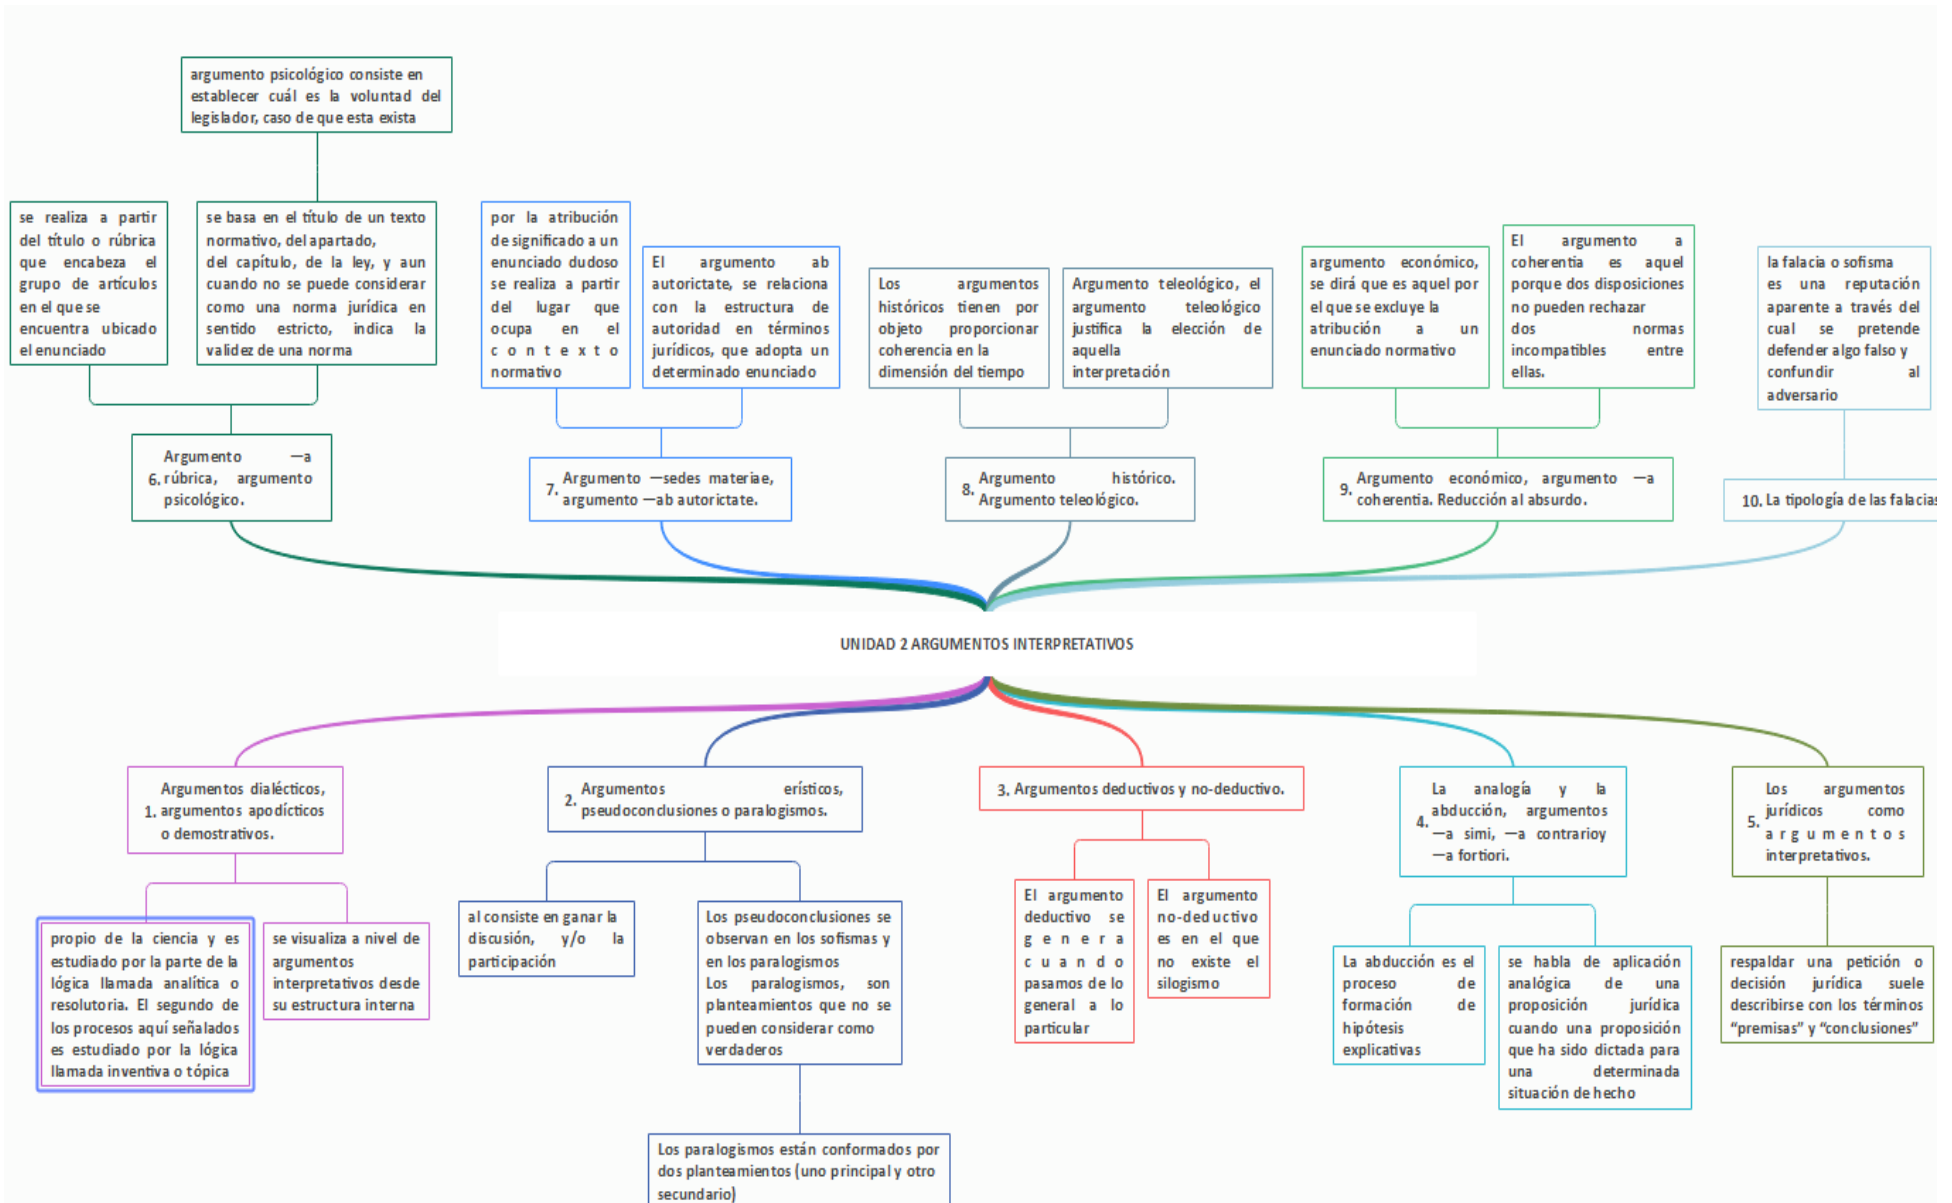 argumento psicológico consiste en
establecer cuál es la voluntad del
legislador, caso de que esta exista
se realiza a partir
del título o rúbrica
que encabeza el
grupo de artículos
en el que se
encuentra ubicado
el enunciado
se basa en el título de un texto
normativo, del apartado,
del capítulo, de la ley, y aun
cuando no se puede considerar
como una norma jurídica en
sentido estricto, indica la
validez de una norma
por la atribución
de significado a un
enunciado dudoso
se realiza a partir
del lugar que
ocupa en el
contexto
normativo
El argumento ab
autorictate, se relaciona
con la estructura de
autoridad en términos
jurídicos, que adopta un
determinado enunciado
Los argumentos
históricos tienen por
objeto proporcionar
coherencia en la
dimensión del tiempo
Argumento teleológico, el
argumento teleológico
justifica la elección de
aquella
interpretación
argumento económico,
se dirá que es aquel por
el que se excluye la
atribución a un
enunciado normativo
El argumento a
coherentia es aquel
porque dos disposiciones
no pueden rechazar
dos normas
incompatibles entre
ellas.
la falacia o sofisma
es una reputación
aparente a través del
cual se pretende
defender algo falso y
confundir al
adversario
6. Argumento —a
rúbrica, argumento
psicológico.
7. Argumento —sedes materiae,
argumento —ab autorictate.
8. Argumento histórico.
Argumento teleológico.
9. Argumento económico, argumento —a
coherentia. Reducción al absurdo.
10. La tipología de las falacias
UNIDAD 2 ARGUMENTOS INTERPRETATIVOS
1. Argumentos dialécticos,
argumentos apodícticos
o demostrativos.
2. Argumentos erísticos,
pseudoconclusiones o paralogismos.
3. Argumentos deductivos y no-deductivo.
4. La analogía y la
abducción, argumentos
—a simi, —a contrarioy
—a fortiori.
5. Los argumentos
jurídicos como
argumentos
interpretativos.
propio de la ciencia y es
estudiado por la parte de la
lógica llamada analítica o
resolutoria. El segundo de
los procesos aquí señalados
es estudiado por la lógica
llamada inventiva o tópica
se visualiza a nivel de
argumentos
interpretativos desde
su estructura interna
al consiste en ganar la
discusión, y/o la
participación
Los pseudoconclusiones se
observan en los sofismas y
en los paralogismos
Los paralogismos, son
planteamientos que no se
pueden considerar como
verdaderos
Los paralogismos están conformados por
dos planteamientos (uno principal y otro
secundario)
El argumento
deductivo se
genera
cuando
pasamos de lo
general a lo
particular
El argumento
no-deductivo
es en el que
no existe el
silogismo
La abducción es el
proceso de
formación de
hipótesis
explicativas
se habla de aplicación
analógica de una
proposición jurídica
cuando una proposición
que ha sido dictada para
una determinada
situación de hecho
respaldar una petición o
decisión jurídica suele
describirse con los términos
“premisas” y “conclusiones”